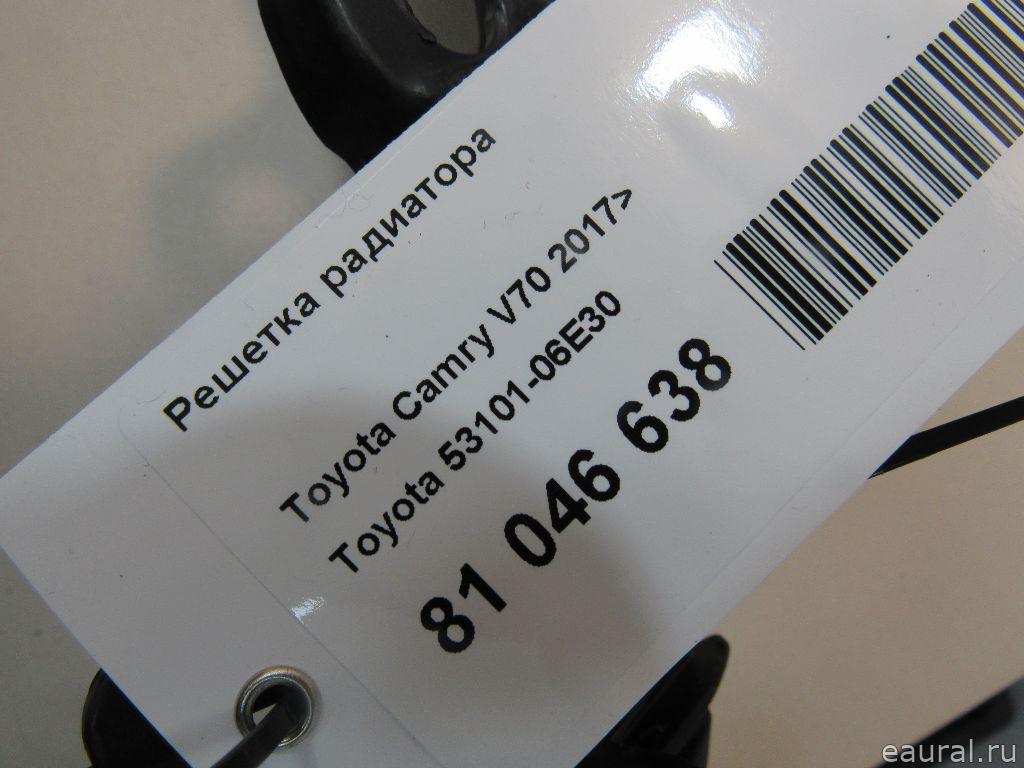 Решетка радиатора
Toyota Camry V70 2017>
Toyota 53101-06E30
81 046 638
eaural.ru